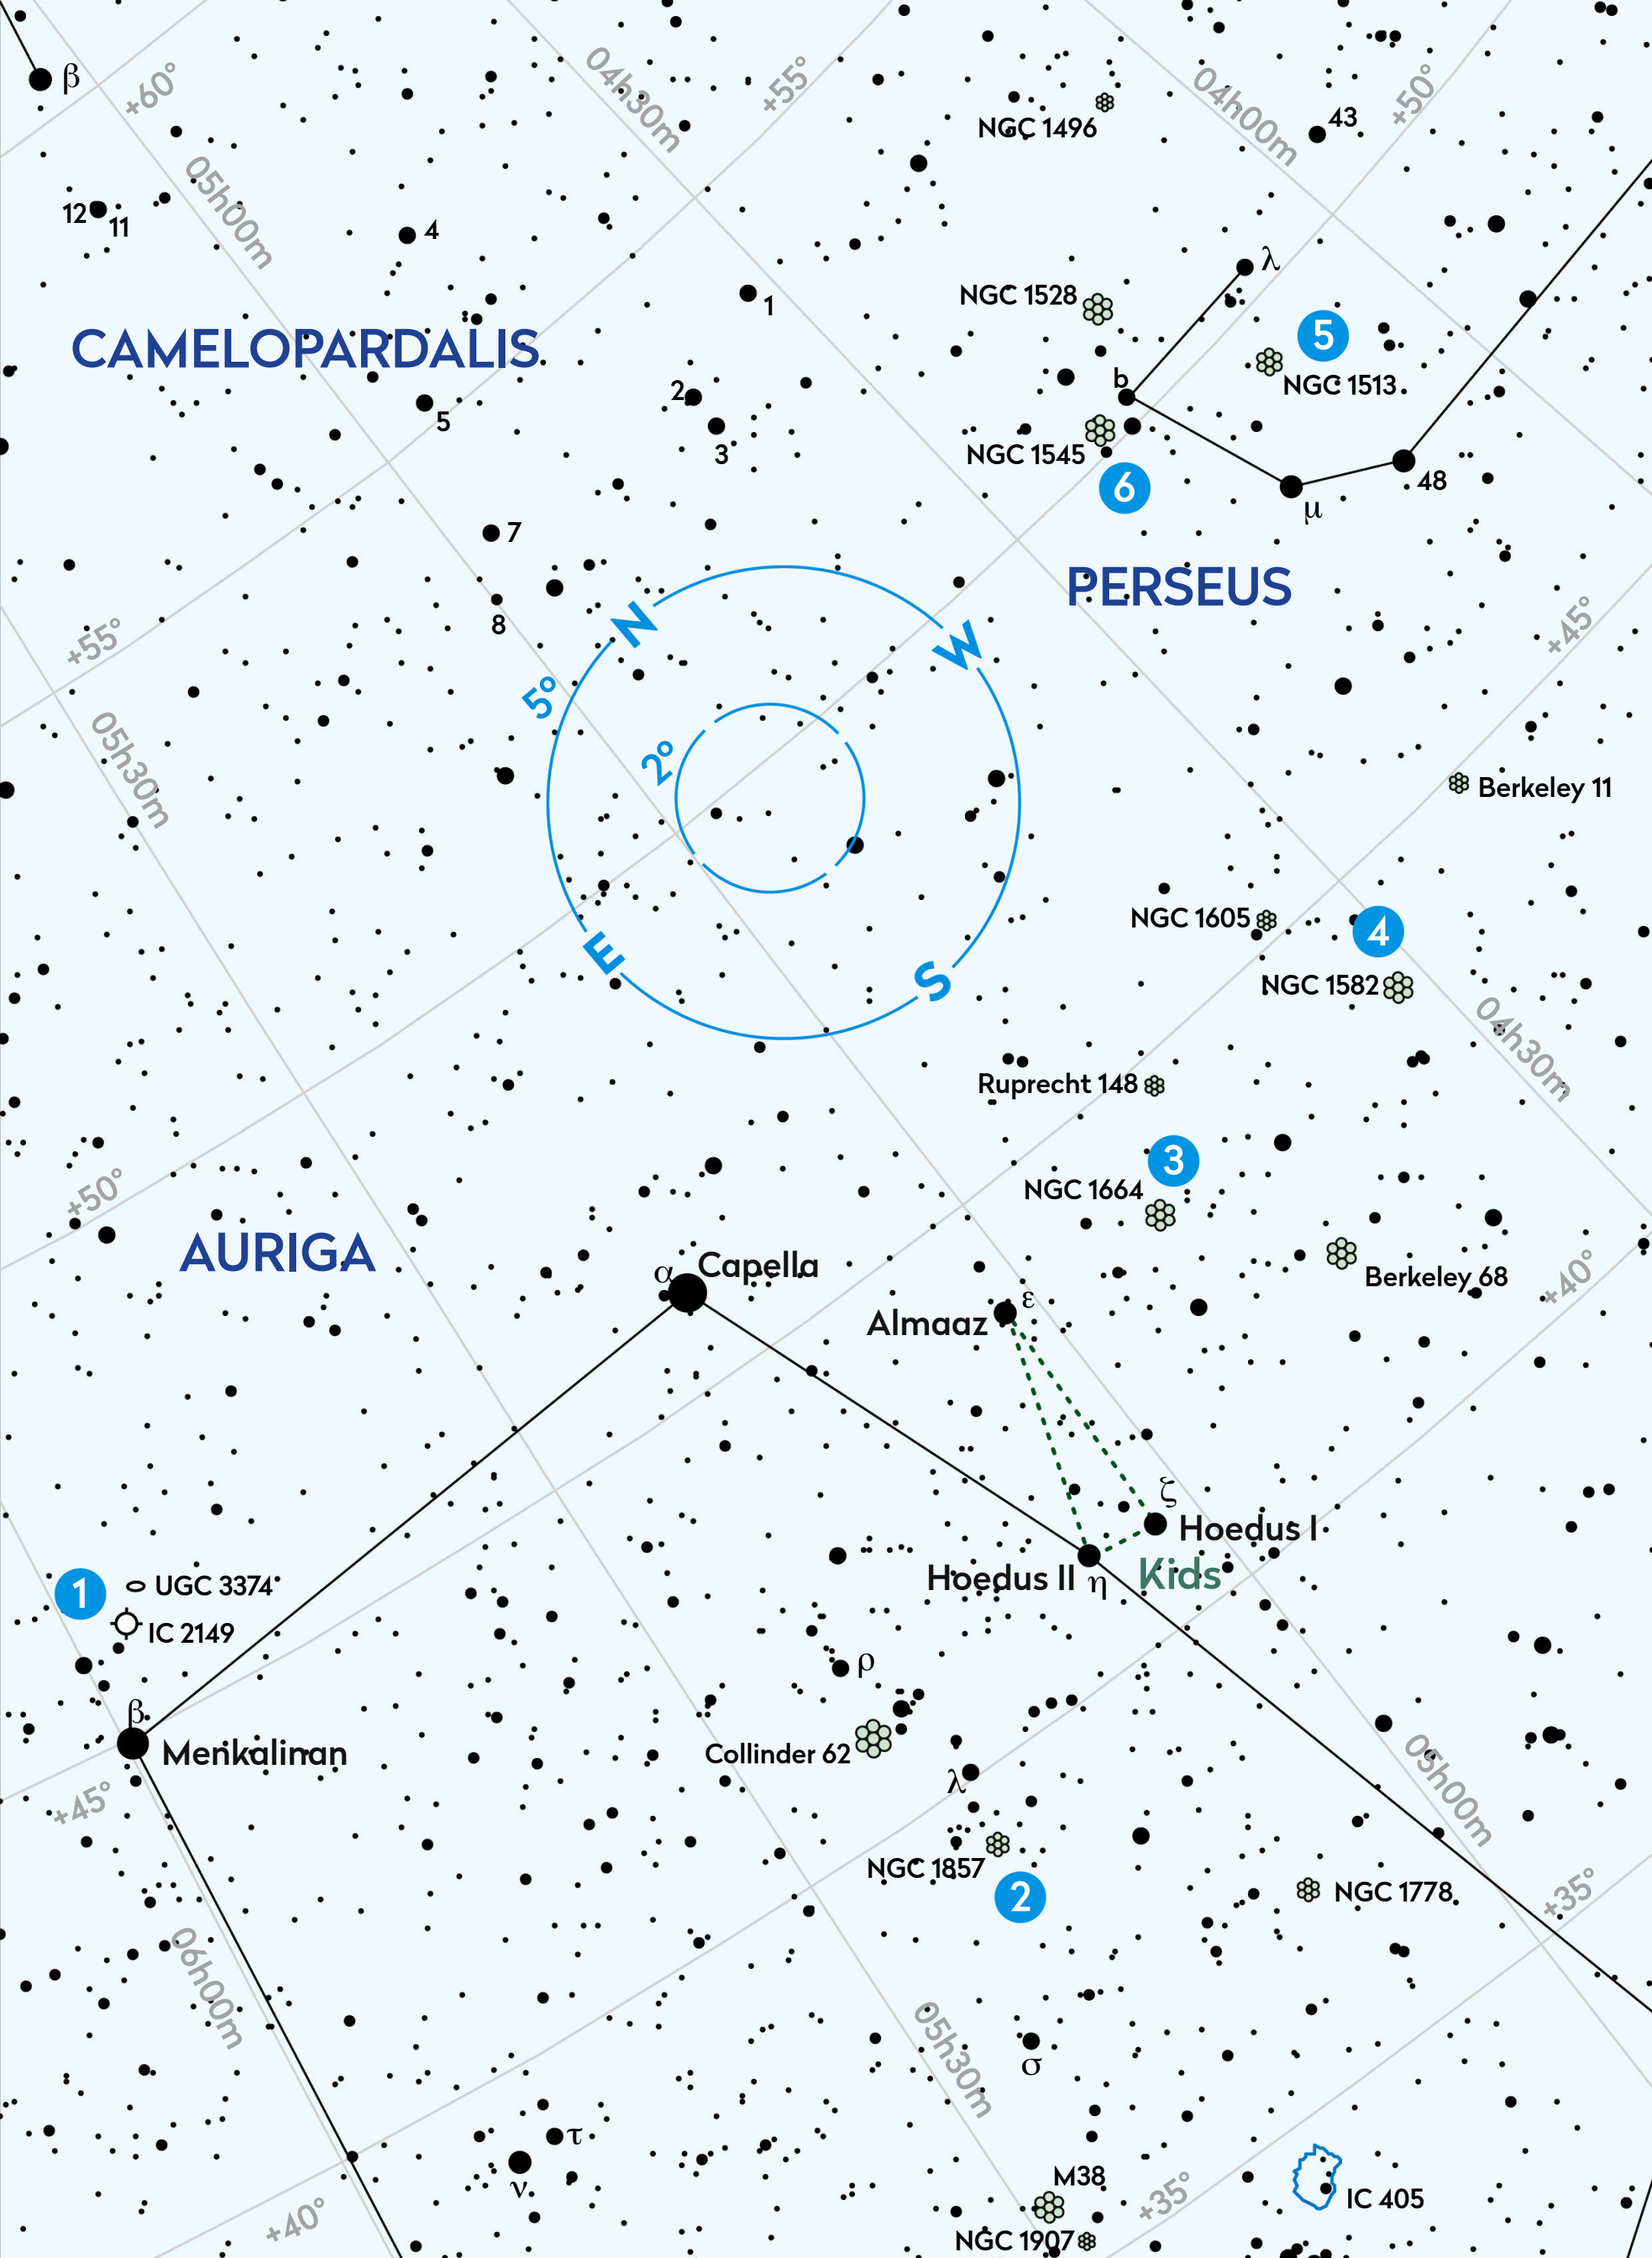 β
+60°
04h30m
+55°
NGC 1496
04h00m
+50°
43
05h00m
12
11
4
λ
NGC 1528
1
5
CAMELOPARDALIS
NGC 1513
2
b
5
3
NGC 1545
48
6
μ
7
PERSEUS
8
N
W
+55°
+45°
5°
05h30m
2°
Berkeley 11
NGC 1605
4
E
S
NGC 1582
04h30m
Ruprecht 148
3
+50°
NGC 1664
AURIGA
α
Capella
Berkeley 68
+40°
Almaaz
ε
ζ
Hoedus I
1
UGC 3374
Hoedus II
η
Kids
IC 2149
ρ
β
Menkalinan
Collinder 62
05h00m
λ
+45°
NGC 1857
2
NGC 1778
+35°
06h00m
05h30m
σ
τ
ν
M38
+35°
IC 405
+40°
NGC 1907